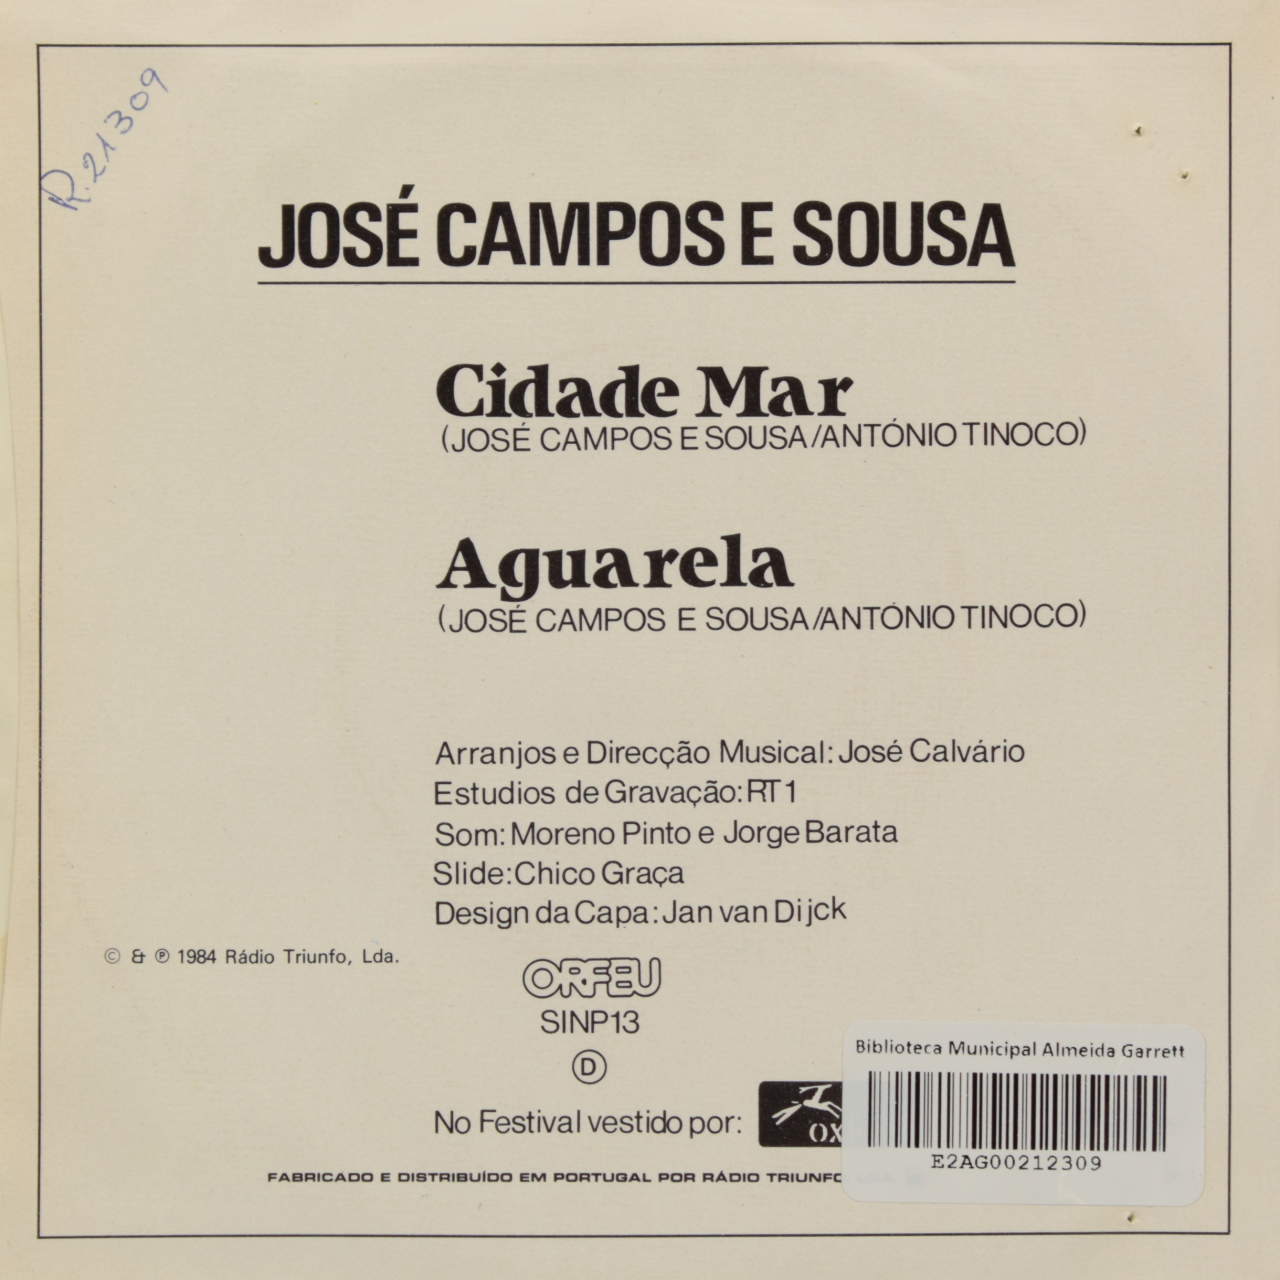 R.21309
JOSÉ CAMPOS E SOUSA
Cidade Mar
(JOSÉ CAMPOS E SOUSA/ANTÓNIO TINOCO)
Aguarela
(JOSÉ CAMPOS E SOUSA/ANTÓNIO TINOCO)
Arranjos e Direcção Musical: José Calvário
Estudios de Gravação: RT1
Som: Moreno Pinto e Jorge Barata
Slide: Chico Graça
Design da Capa: Jan van Dijck
© & ℗ 1984 Rádio Triunfo, Lda.
ORFEU
SINP13
D
No Festival vestido por:
FABRICADO E DISTRIBUÍDO EM PORTUGAL POR RÁDIO TRIUNFO
Biblioteca Municipal Almeida Garrett
E2AG00212309